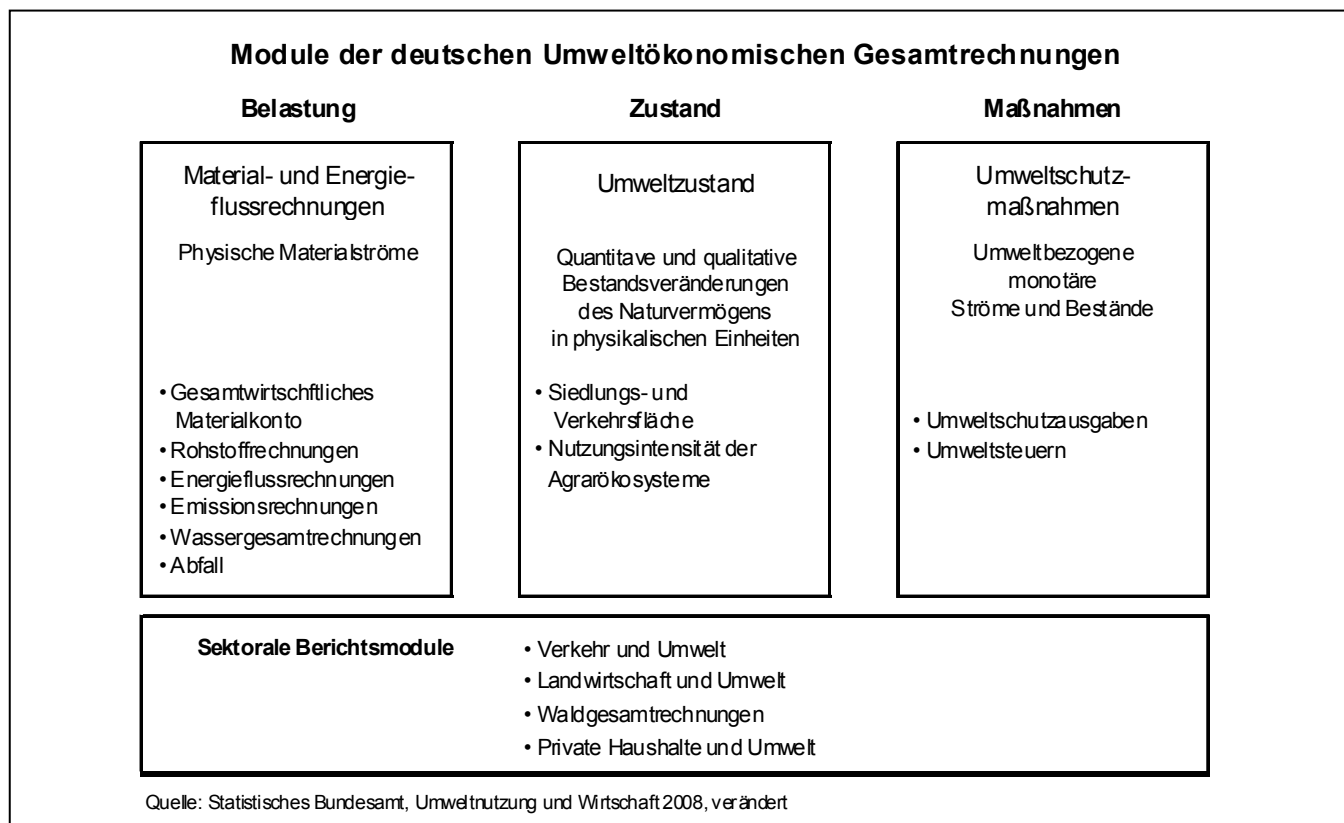 Module der deutschen Umweltökonomischen Gesamtrechnungen
Belastung
Material- und Energie-
flussrechnungen
Physische Materialströme
• Gesamtwirtschftliches
Materialkonto
• Rohstoffrechnungen
• Energieflussrechnungen
• Emissionsrechnungen
• Wassergesamtrechnungen
• Abfall
Zustand
Umweltzustand
Quantitave und qualitative
Bestandsveränderungen
des Naturvermögens
in physikalischen Einheiten
• Siedlungs- und
Verkehrsfläche
• Nutzungsintensität der
Agrarökosysteme
Maßnahmen
Umweltschutz-
maßnahmen
Umweltbezogene
monotäre
Ströme und Bestände
• Umweltschutzausgaben
• Umweltsteuern
Sektorale Berichtsmodule
• Verkehr und Umwelt
• Landwirtschaft und Umwelt
• Waldgesamtrechnungen
• Private Haushalte und Umwelt
Quelle: Statistisches Bundesamt, Umweltnutzung und Wirtschaft 2008, verändert